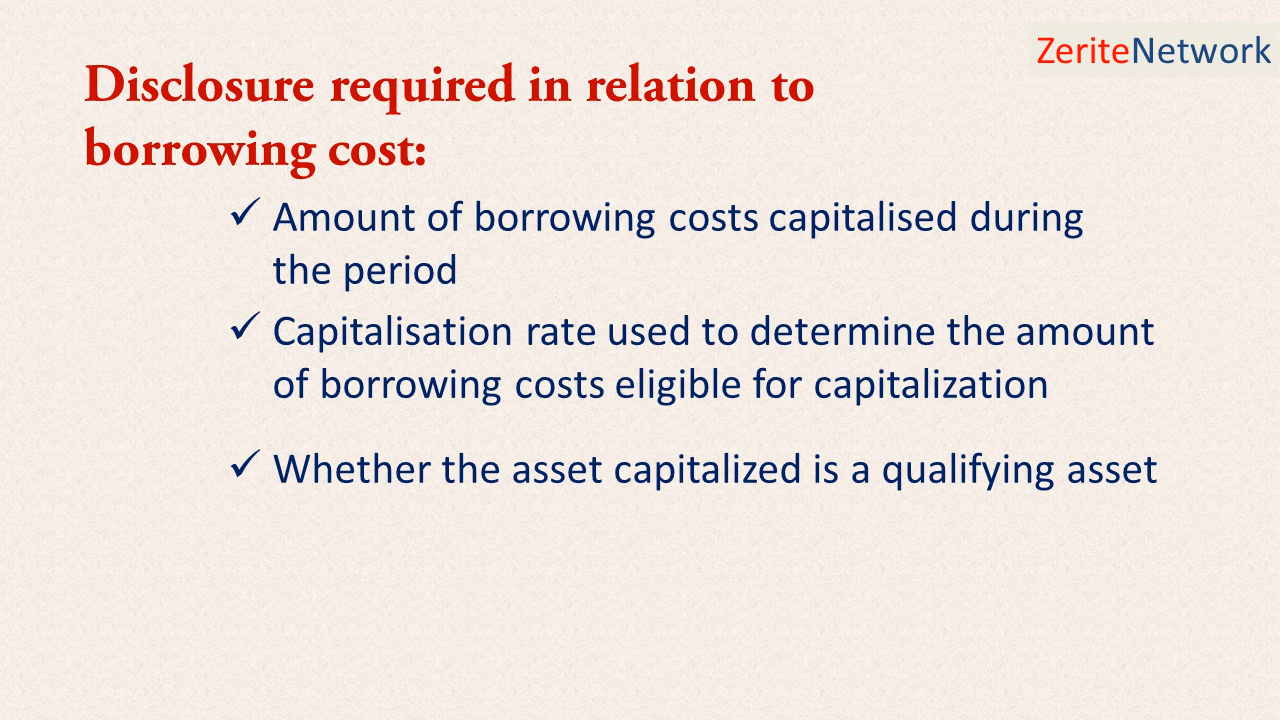 ZeriteNetwork
Disclosure required in relation to
borrowing cost:
✓ Amount of borrowing costs capitalised during
the period
✓ Capitalisation rate used to determine the amount
of borrowing costs eligible for capitalization
✓ Whether the asset capitalized is a qualifying asset